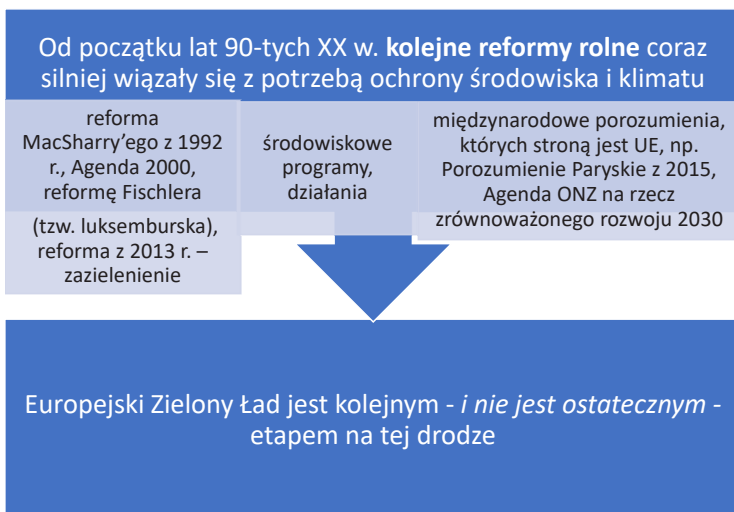 Od początku lat 90-tych XX w. kolejne reformy rolne coraz
silniej wiązały się z potrzebą ochrony środowiska i klimatu
reforma
MacSharry’ego z 1992
r., Agenda 2000,
reformę Fischlera
(tzw. luksemburska),
reforma z 2013 r. –
zazielenienie
środowiskowe
programy,
działania
międzynarodowe porozumienia,
których stroną jest UE, np.
Porozumienie Paryskie z 2015,
Agenda ONZ na rzecz
zrównoważonego rozwoju 2030
Europejski Zielony Ład jest kolejnym - i nie jest ostatecznym -
etapem na tej drodze